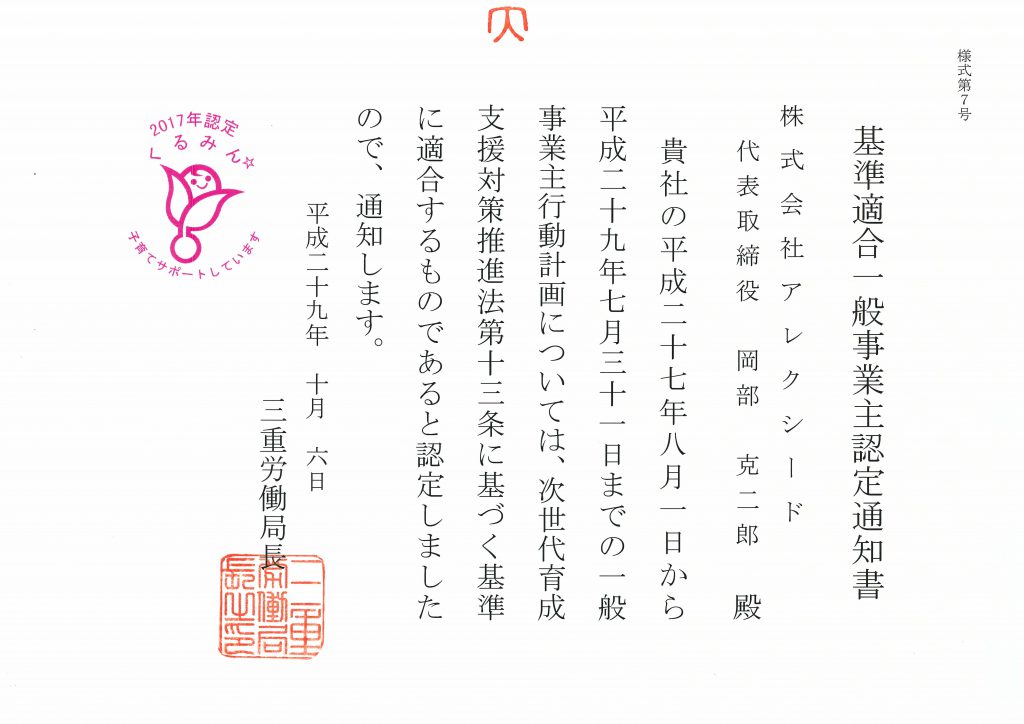 様式第7号
基準適合一般事業主認定通知書
株式会社アレクシード
代表取締役　岡部　克二郎　殿
貴社の平成二十七年八月一日から
平成二十九年七月三十一日までの一般
事業主行動計画については、次世代育成
支援対策推進法第十三条に基づく基準
に適合するものであると認定しました
ので、通知します。
平成二十九年　十月　六日
三重労働局長
三重
労働局
長之印
2017年認定
くるみん☆
子育てサポートしています